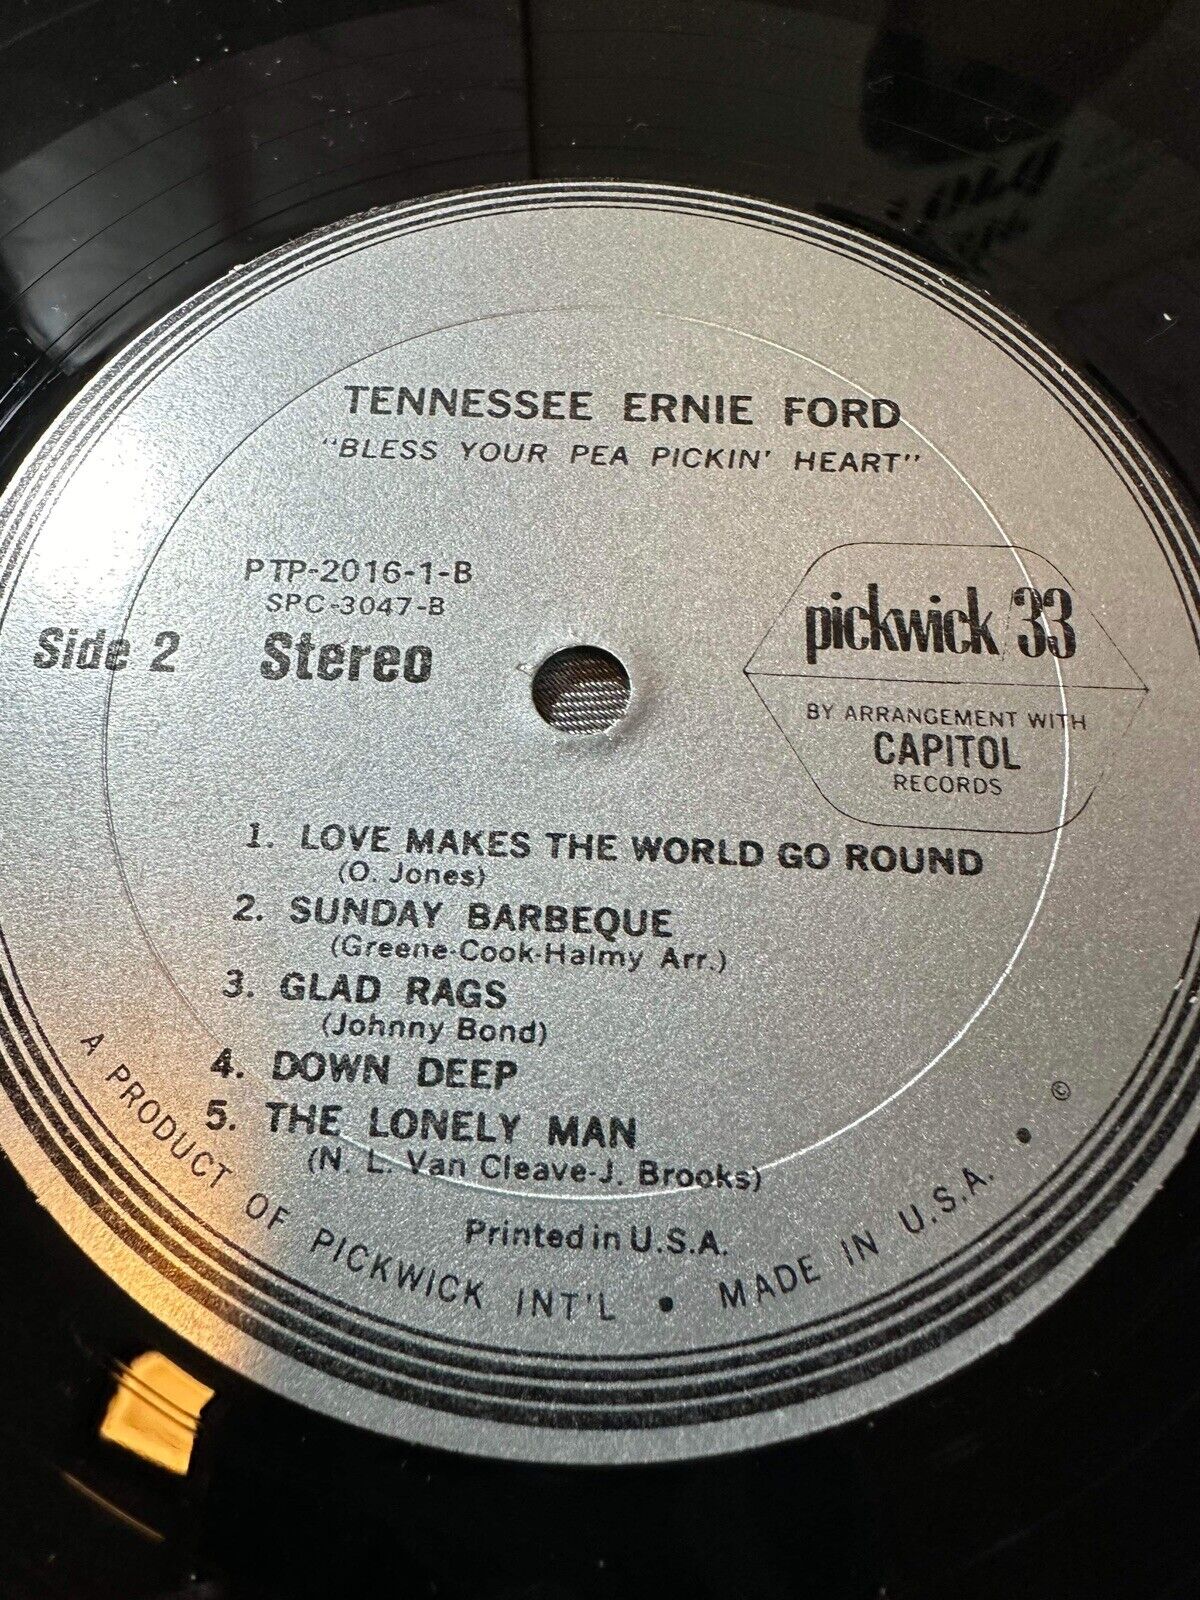 TENNESSEE ERNIE FORD
"BLESS YOUR PEA PICKIN' HEART"
PTP-2016-1-B
SPC-3047-B
Side 2 Stereo
pickwick/33
BY ARRANGEMENT WITH
CAPITOL
RECORDS
1. LOVE MAKES THE WORLD GO ROUND
(O. Jones)
2. SUNDAY BARBEQUE
(Greene-Cook-Halmy Arr.)
3. GLAD RAGS
(Johnny Bond)
4. DOWN DEEP
5. THE LONELY MAN
(N. L. Van Cleave-J. Brooks)
Printed in U.S.A.
A PRODUCT OF PICKWICK INT'L • MADE IN U.S.A. • ©